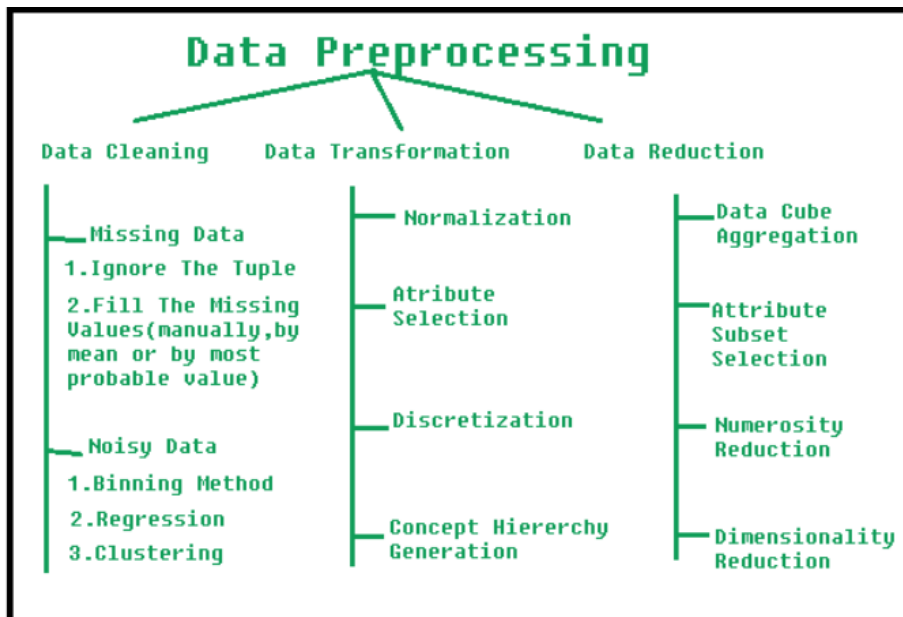 Data Preprocessing
Data Cleaning
Missing Data
1.Ignore The Tuple
2.Fill The Missing
Values(manually,by
mean or by most
probable value)
Noisy Data
1.Binning Method
2.Regression
3.Clustering
Data Transformation
Normalization
Atribute
Selection
Discretization
Concept Hiererchy
Generation
Data Reduction
Data Cube
Aggregation
Attribute
Subset
Selection
Numerosity
Reduction
Dimensionality
Reduction